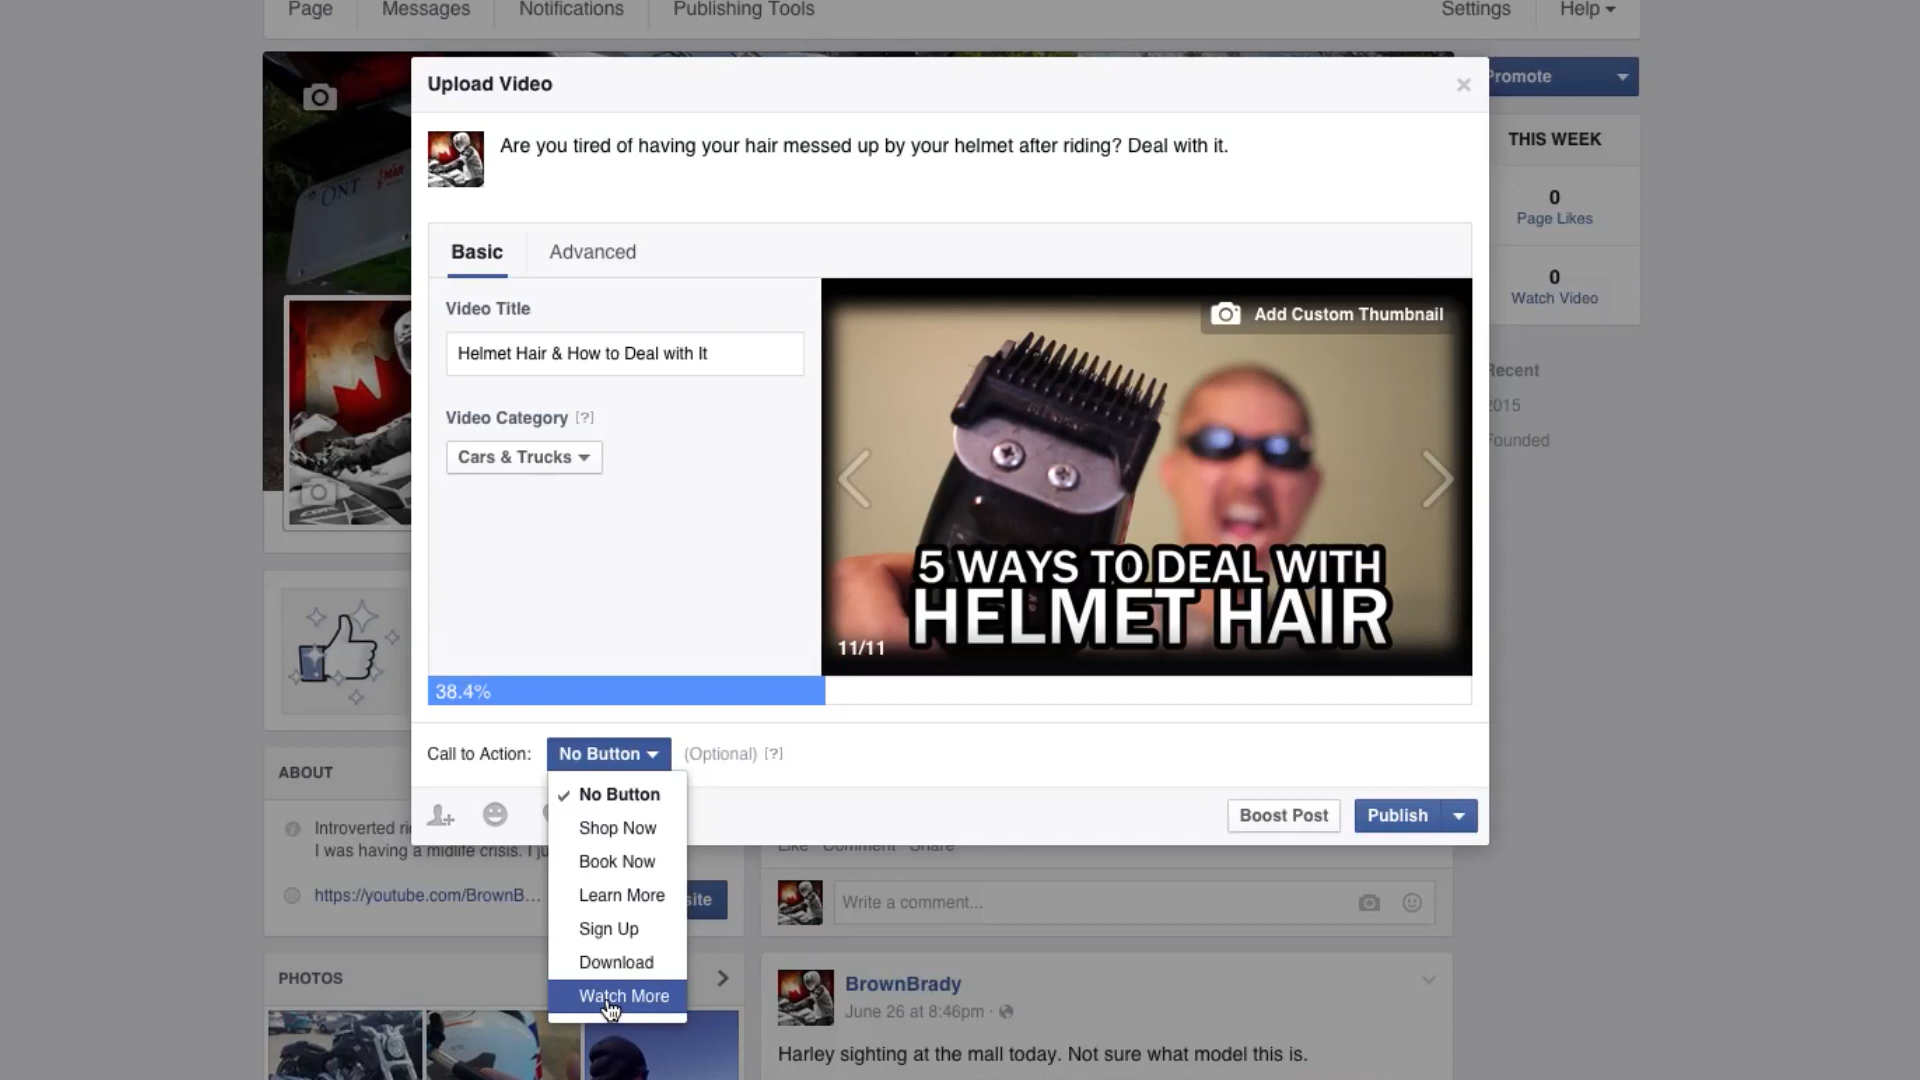 Page
Messages
Notifications
Publishing Tools
Settings
Help
Upload Video
Promote
Are you tired of having your hair messed up by your helmet after riding? Deal with it.
THIS WEEK
0
Page Likes
0
Watch Video
ONT
Basic
Advanced
Video Title
Helmet Hair & How to Deal with It
Video Category [?]
Cars & Trucks
Add Custom Thumbnail
5 WAYS TO DEAL WITH
HELMET HAIR
11/11
Recent
2015
Founded
38.4%
Call to Action:
No Button
(Optional) [?]
No Button
Shop Now
Book Now
Learn More
Sign Up
Download
Watch More
Boost Post
Publish
ABOUT
Introverted ri
I was having a midlife crisis. I ju
https://youtube.com/BrownB...
site
Like Comment Share
Write a comment...
PHOTOS
BrownBrady
June 26 at 8:46pm ·
Harley sighting at the mall today. Not sure what model this is.